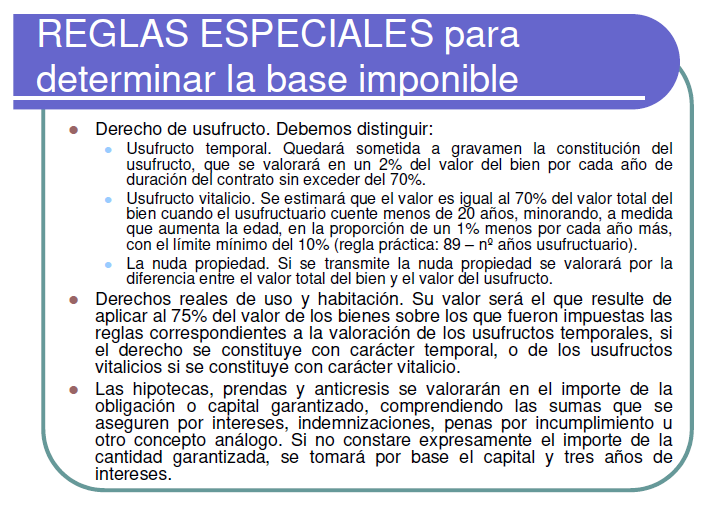 REGLAS ESPECIALES para
determinar la base imponible
Derecho de usufructo. Debemos distinguir:
Usufructo temporal. Quedará sometida a gravamen la constitución del
usufructo, que se valorará en un 2% del valor del bien por cada año de
duración del contrato sin exceder del 70%.
Usufructo vitalicio. Se estimará que el valor es igual al 70% del valor total del
bien cuando el usufructuario cuente menos de 20 años, minorando, a medida
que aumenta la edad, en la proporción de un 1% menos por cada año más,
con el límite mínimo del 10% (regla práctica: 89 – nº años usufructuario).
La nuda propiedad. Si se transmite la nuda propiedad se valorará por la
diferencia entre el valor total del bien y el valor del usufructo.
Derechos reales de uso y habitación. Su valor será el que resulte de
aplicar al 75% del valor de los bienes sobre los que fueron impuestas las
reglas correspondientes a la valoración de los usufructos temporales, si
el derecho se constituye con carácter temporal, o de los usufructos
vitalicios si se constituye con carácter vitalicio.
Las hipotecas, prendas y anticresis se valorarán en el importe de la
obligación o capital garantizado, comprendiendo las sumas que se
aseguren por intereses, indemnizaciones, penas por incumplimiento u
otro concepto análogo. Si no constare expresamente el importe de la
cantidad garantizada, se tomará por base el capital y tres años de
intereses.